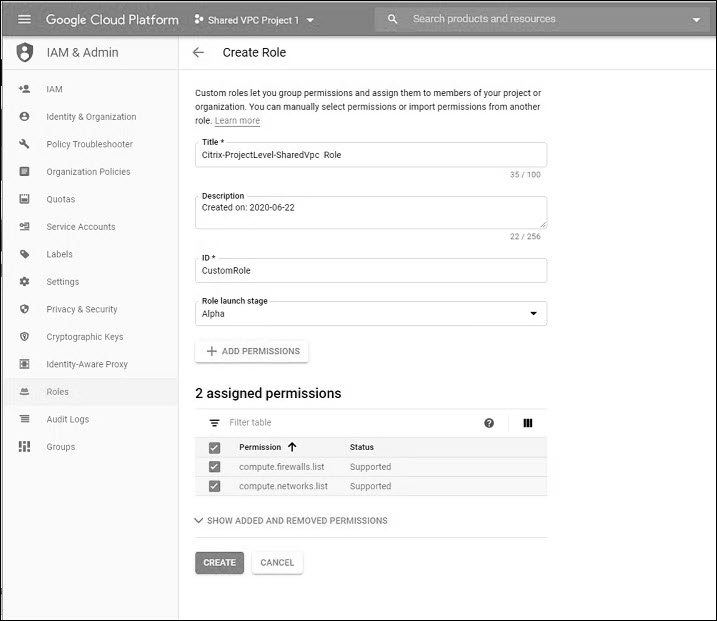 Google Cloud Platform
Shared VPC Project 1
Search products and resources
IAM & Admin
Create Role
IAM
Identity & Organization
Policy Troubleshooter
Organization Policies
Quotas
Service Accounts
Labels
Settings
Privacy & Security
Cryptographic Keys
Identity-Aware Proxy
Roles
Audit Logs
Groups
Custom roles let you group permissions and assign them to members of your project or
organization. You can manually select permissions or import permissions from another
role. Learn more
Title *
Citrix-ProjectLevel-SharedVpc Role
35 / 100
Description
Created on: 2020-06-22
22 / 256
ID *
CustomRole
Role launch stage
Alpha
ADD PERMISSIONS
2 assigned permissions
Filter table
Permission Status
compute.firewalls.list Supported
compute.networks.list Supported
SHOW ADDED AND REMOVED PERMISSIONS
CREATE CANCEL